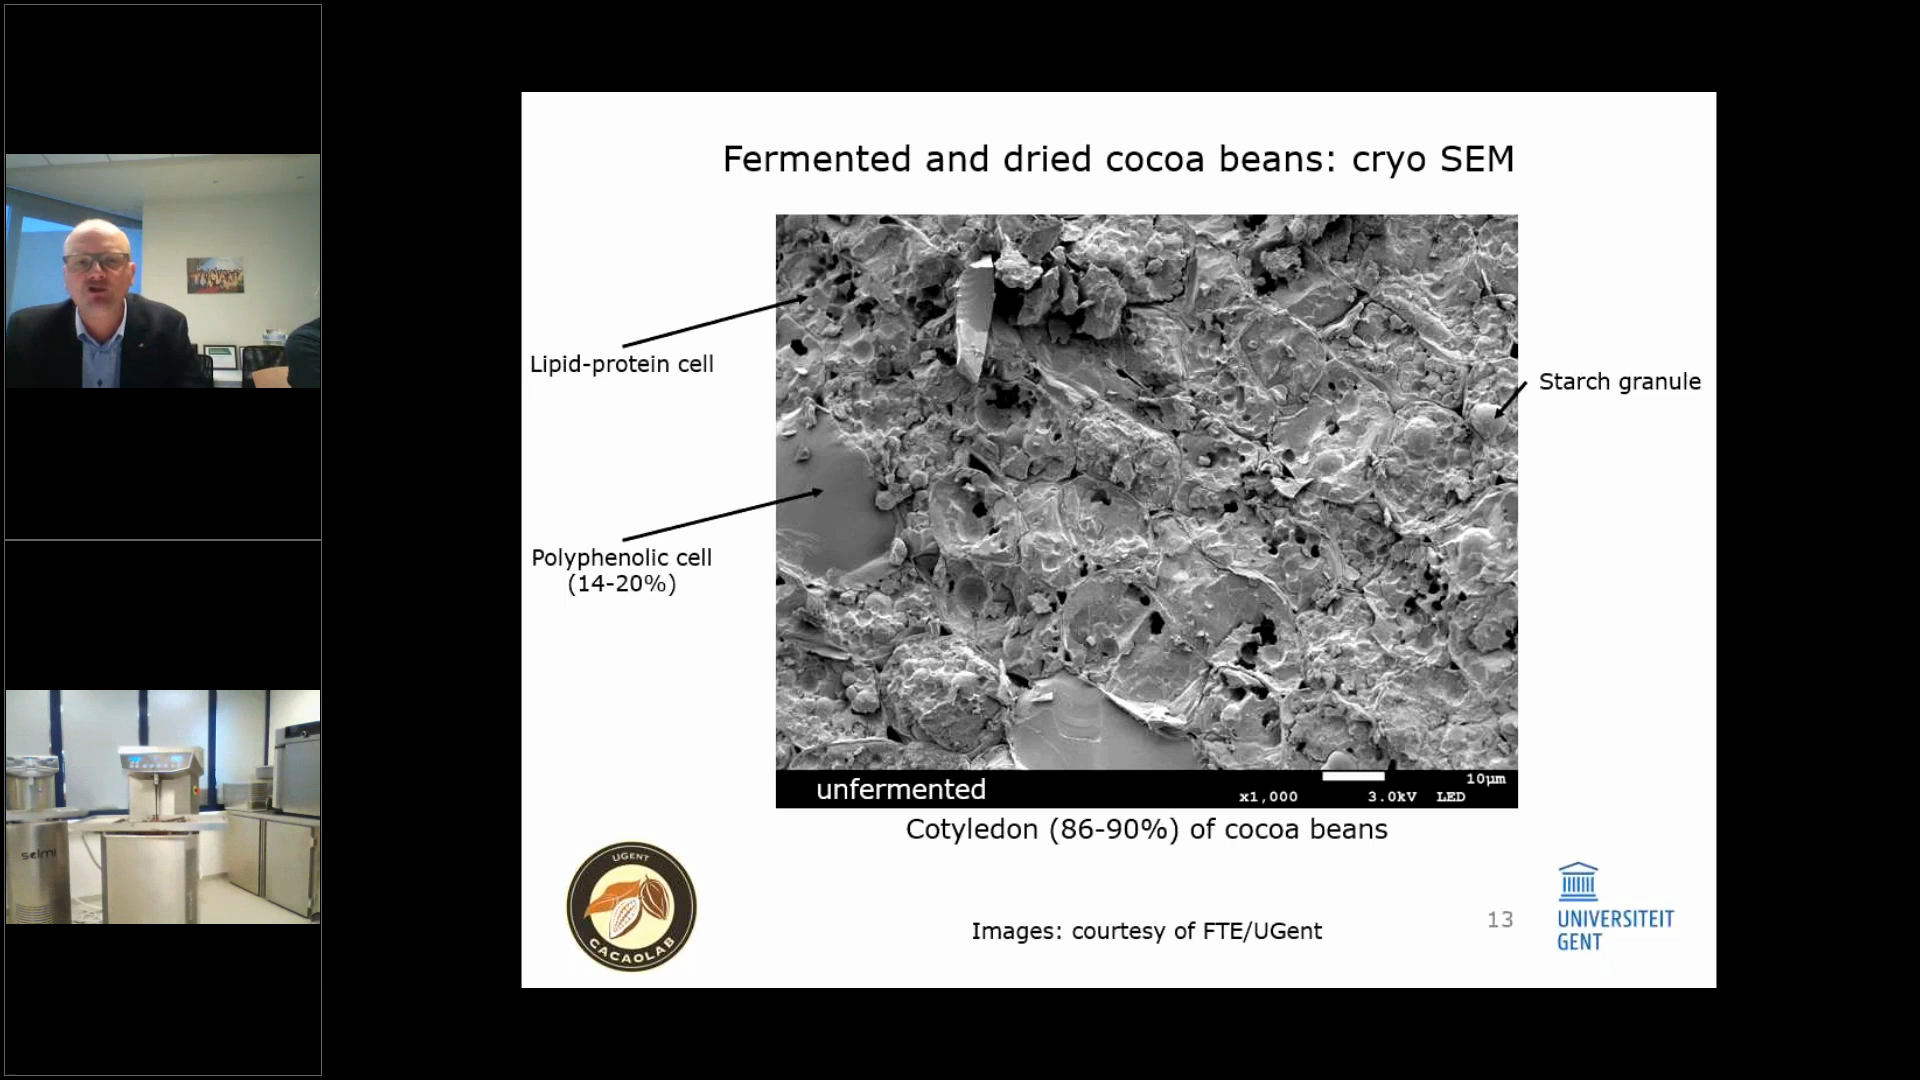 Fermented and dried cocoa beans: cryo SEM
Lipid-protein cell
Starch granule
Polyphenolic cell
(14-20%)
unfermented
10µm
x1,000 3.0kV LED
Cotyledon (86-90%) of cocoa beans
UGENT
CACAOLAB
Images: courtesy of FTE/UGent
13
UNIVERSITEIT
GENT
selmi